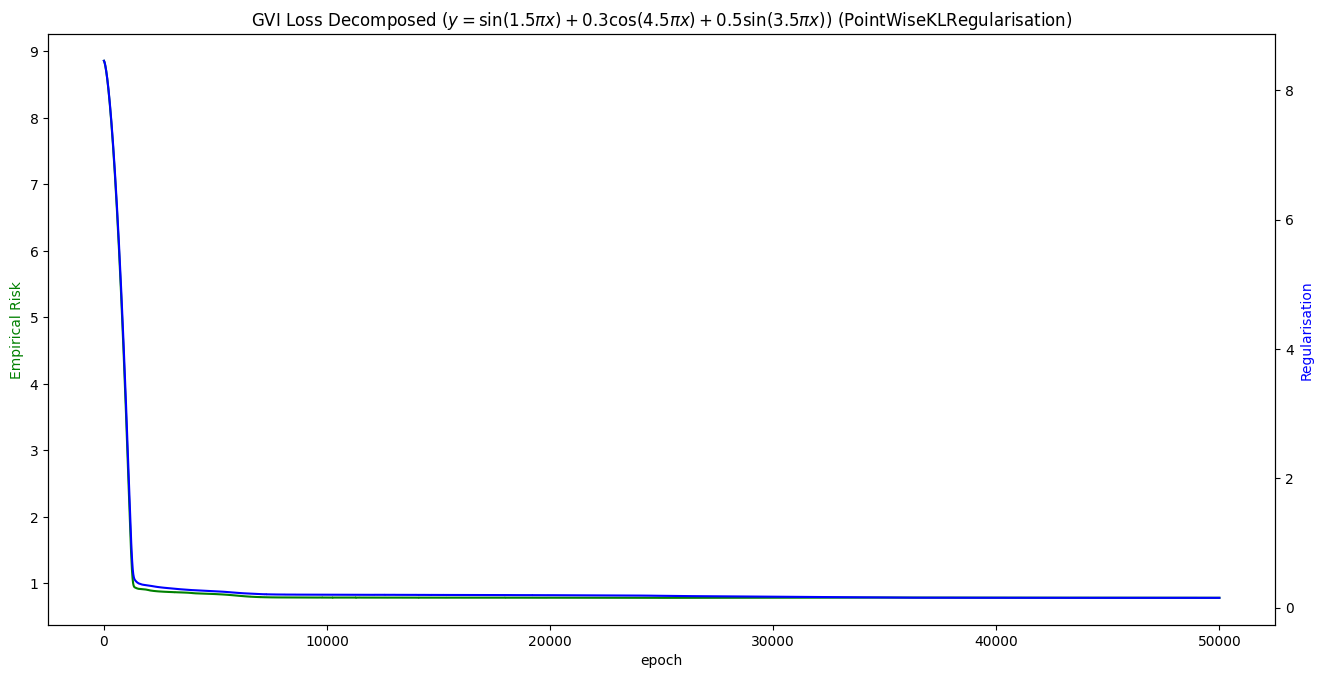 GVI Loss Decomposed (y = sin(1.5πx) + 0.3cos(4.5πx) + 0.5sin(3.5πx)) (PointWiseKLRegularisation)
9
8
7
6
5
4
3
2
1
Empirical Risk
8
6
4
2
0
Regularisation
0 10000 20000 30000 40000 50000
epoch